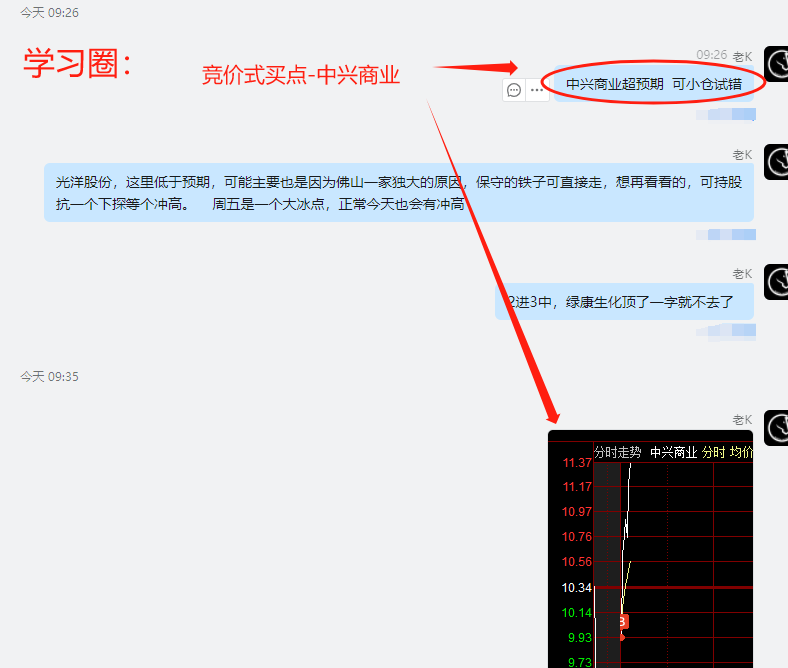 今天 09:26
学习圈：
竞价式买点-中兴商业
09:26 老K
中兴商业超预期 可小仓试错
老K
光洋股份，这里低于预期，可能主要也是因为佛山一家独大的原因，保守的铁子可直接走，想再看看的，可持股
抗一个下探等个冲高。 周五是一个大冰点，正常今天也会有冲高
老K
2进3中，绿康生化顶了一字就不去了
今天 09:35
老K
分时走势 中兴商业 分时 均价
11.37
11.17
10.97
10.76
10.56
10.34
10.14
B
9.93
9.73